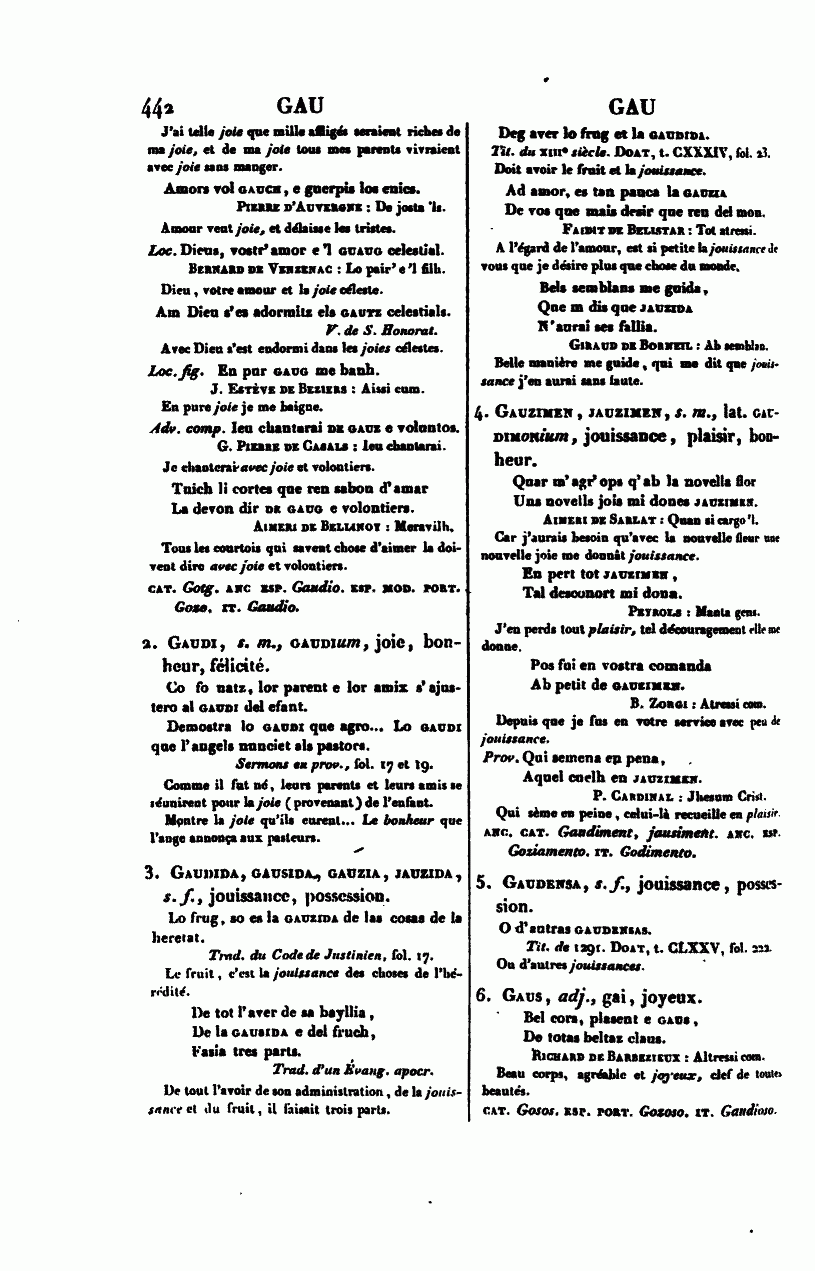 442 GAU GAU
J'ai telle joie que mille affligés seraient riches de
ma joie, et de ma joie tous mes parents vivraient
avec joie sans manger.
Amors vol GAUCH, e guerpis los enics.
PIERRE D'AUVERGNE : De josta 'ls.
Amour veut joie, et délaisse les tristes.
Loc. Dieus, vostr' amor e 'l GUAUG celestial.
BERNARD DE VENZENAC : Lo pair' e 'l filh.
Dieu, votre amour et la joie céleste.
Am Dieu s'es adormitz els GAUTZ celestials.
V. de S. Honorat.
Avec Dieu s'est endormi dans les joies célestes.
Loc. fig. En pur GAUG me banh.
J. ESTÈVE DE BEZIERS : Aissi cum.
En pure joie je me baigne.
Adv. comp. Ieu chantarai DE GAUZ e volontos.
G. PIERRE DE CASALS : Ieu chantarai.
Je chanterai avec joie et volontiers.
Tuich li cortes que ren sabon d'amar
La devon dir DE GAUG e volontiers.
AIMERI DE BELLINOY : Meravilh.
Tous les courtois qui savent chose d'aimer la doi-
vent dire avec joie et volontiers.
CAT. Gotg. ANC ESP. Gaudio. ESP. MOD. PORT.
Gozo. IT. Gaudio.
2. GAUDI, s. m., GAUDIum, joie, bon-
heur, félicité.
Co fo natz, lor parent e lor amix s'ajus-
tero al GAUDI del efant.
Demostra lo GAUDI que agro... Lo GAUDI
que l'angels nunciet als pastors.
Sermons en prov., fol. 17 et 19.
Comme il fut né, leurs parents et leurs amis se
réunirent pour la joie (provenant) de l'enfant.
Montre la joie qu'ils eurent... Le bonheur que
l'ange annonça aux pasteurs.
3. GAUDIDA, GAUSIDA, GAUZIA, JAUZIDA,
s. f., jouissance, possession.
Lo frug, so es la GAUZIDA de las cosas de la
heretat.
Trad. du Code de Justinien, fol. 17.
Le fruit, c'est la jouissance des choses de l'hé-
rédité.
De tot l'aver de sa bayllia,
De la GAUSIDA e del fruch,
Fasia tres parts.
Trad. d'un Évang. apocr.
De tout l'avoir de son administration, de la jouis-
sance et du fruit, il faisait trois parts.
Deg aver lo frug et la GAUDIDA.
Tit. du XIIIe siècle. DOAT, t. CXXXIV, fol. 23.
Doit avoir le fruit et la jouissance.
Ad amor, es tan pauca la GAUZIA
De vos que mais desir que ren del mon.
FAIDIT DE BELISTAR : Tot atressi.
A l'égard de l'amour, est si petite la jouissance de
vous que je désire plus que chose du monde.
Bels semblans me guida,
Que m dis que JAUZIDA
N'aurai ses fallia.
GIRAUD DE BORNEIL : Ab semblan.
Belle manière me guide, qui me dit que jouis-
sance j'en aurai sans faute.
4. GAUZIMEN, JAUZIMEN, s. m., lat. GAU-
DIMONium, jouissance, plaisir, bon-
heur.
Quar m'agr' ops q'ab la novella flor
Una novells jois mi dones JAUZIMEN.
AIMERI DE SARLAT : Quan si cargo 'l.
Car j'aurais besoin qu'avec la nouvelle fleur une
nouvelle joie me donnât jouissance.
En pert tot JAUZIMEN,
Tal desconort mi dona.
PEYROLS : Manta gens.
J'en perds tout plaisir, tel découragement elle me
donne.
Pos fui en vostra comanda
Ab petit de GAUZIMEN.
B. ZORGI : Atressi com.
Depuis que je fus en votre service avec peu de
jouissance.
Prov. Qui semena en pena,
Aquel cuelh en JAUZIMEN.
P. CARDINAL : Jhesum Crist.
Qui sème en peine, celui-là recueille en plaisir.
ANC. CAT. Gaudiment, jausiment. ANC. ESP.
Goziamento. IT. Godimento.
5. GAUDENSA, s. f., jouissance, posses-
sion.
O d'autras GAUDENSAS.
Tit. de 1291. DOAT, t. CLXXV, fol. 222.
Ou d'autres jouissances.
6. GAUS, adj., gai, joyeux.
Bel cors, plasent e GAUS,
De totas beltaz claus.
RICHARD DE BARBEZIEUX : Altressi com.
Beau corps, agréable et joyeux, clef de toutes
beautés.
CAT. Gosos. ESP. PORT. Gozoso. IT. Gaudioso.